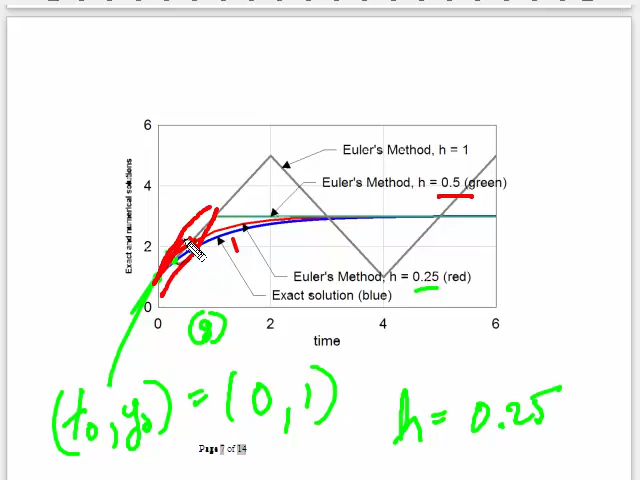 6
Euler's Method, h = 1
Euler's Method, h = 0.5 (green)
4
Exact and numerical solutions
2
Euler's Method, h = 0.25 (red)
Exact solution (blue)
0
0 2 4 6
time
(t0, y0) = (0, 1) h = 0.25
Page 7 of 14